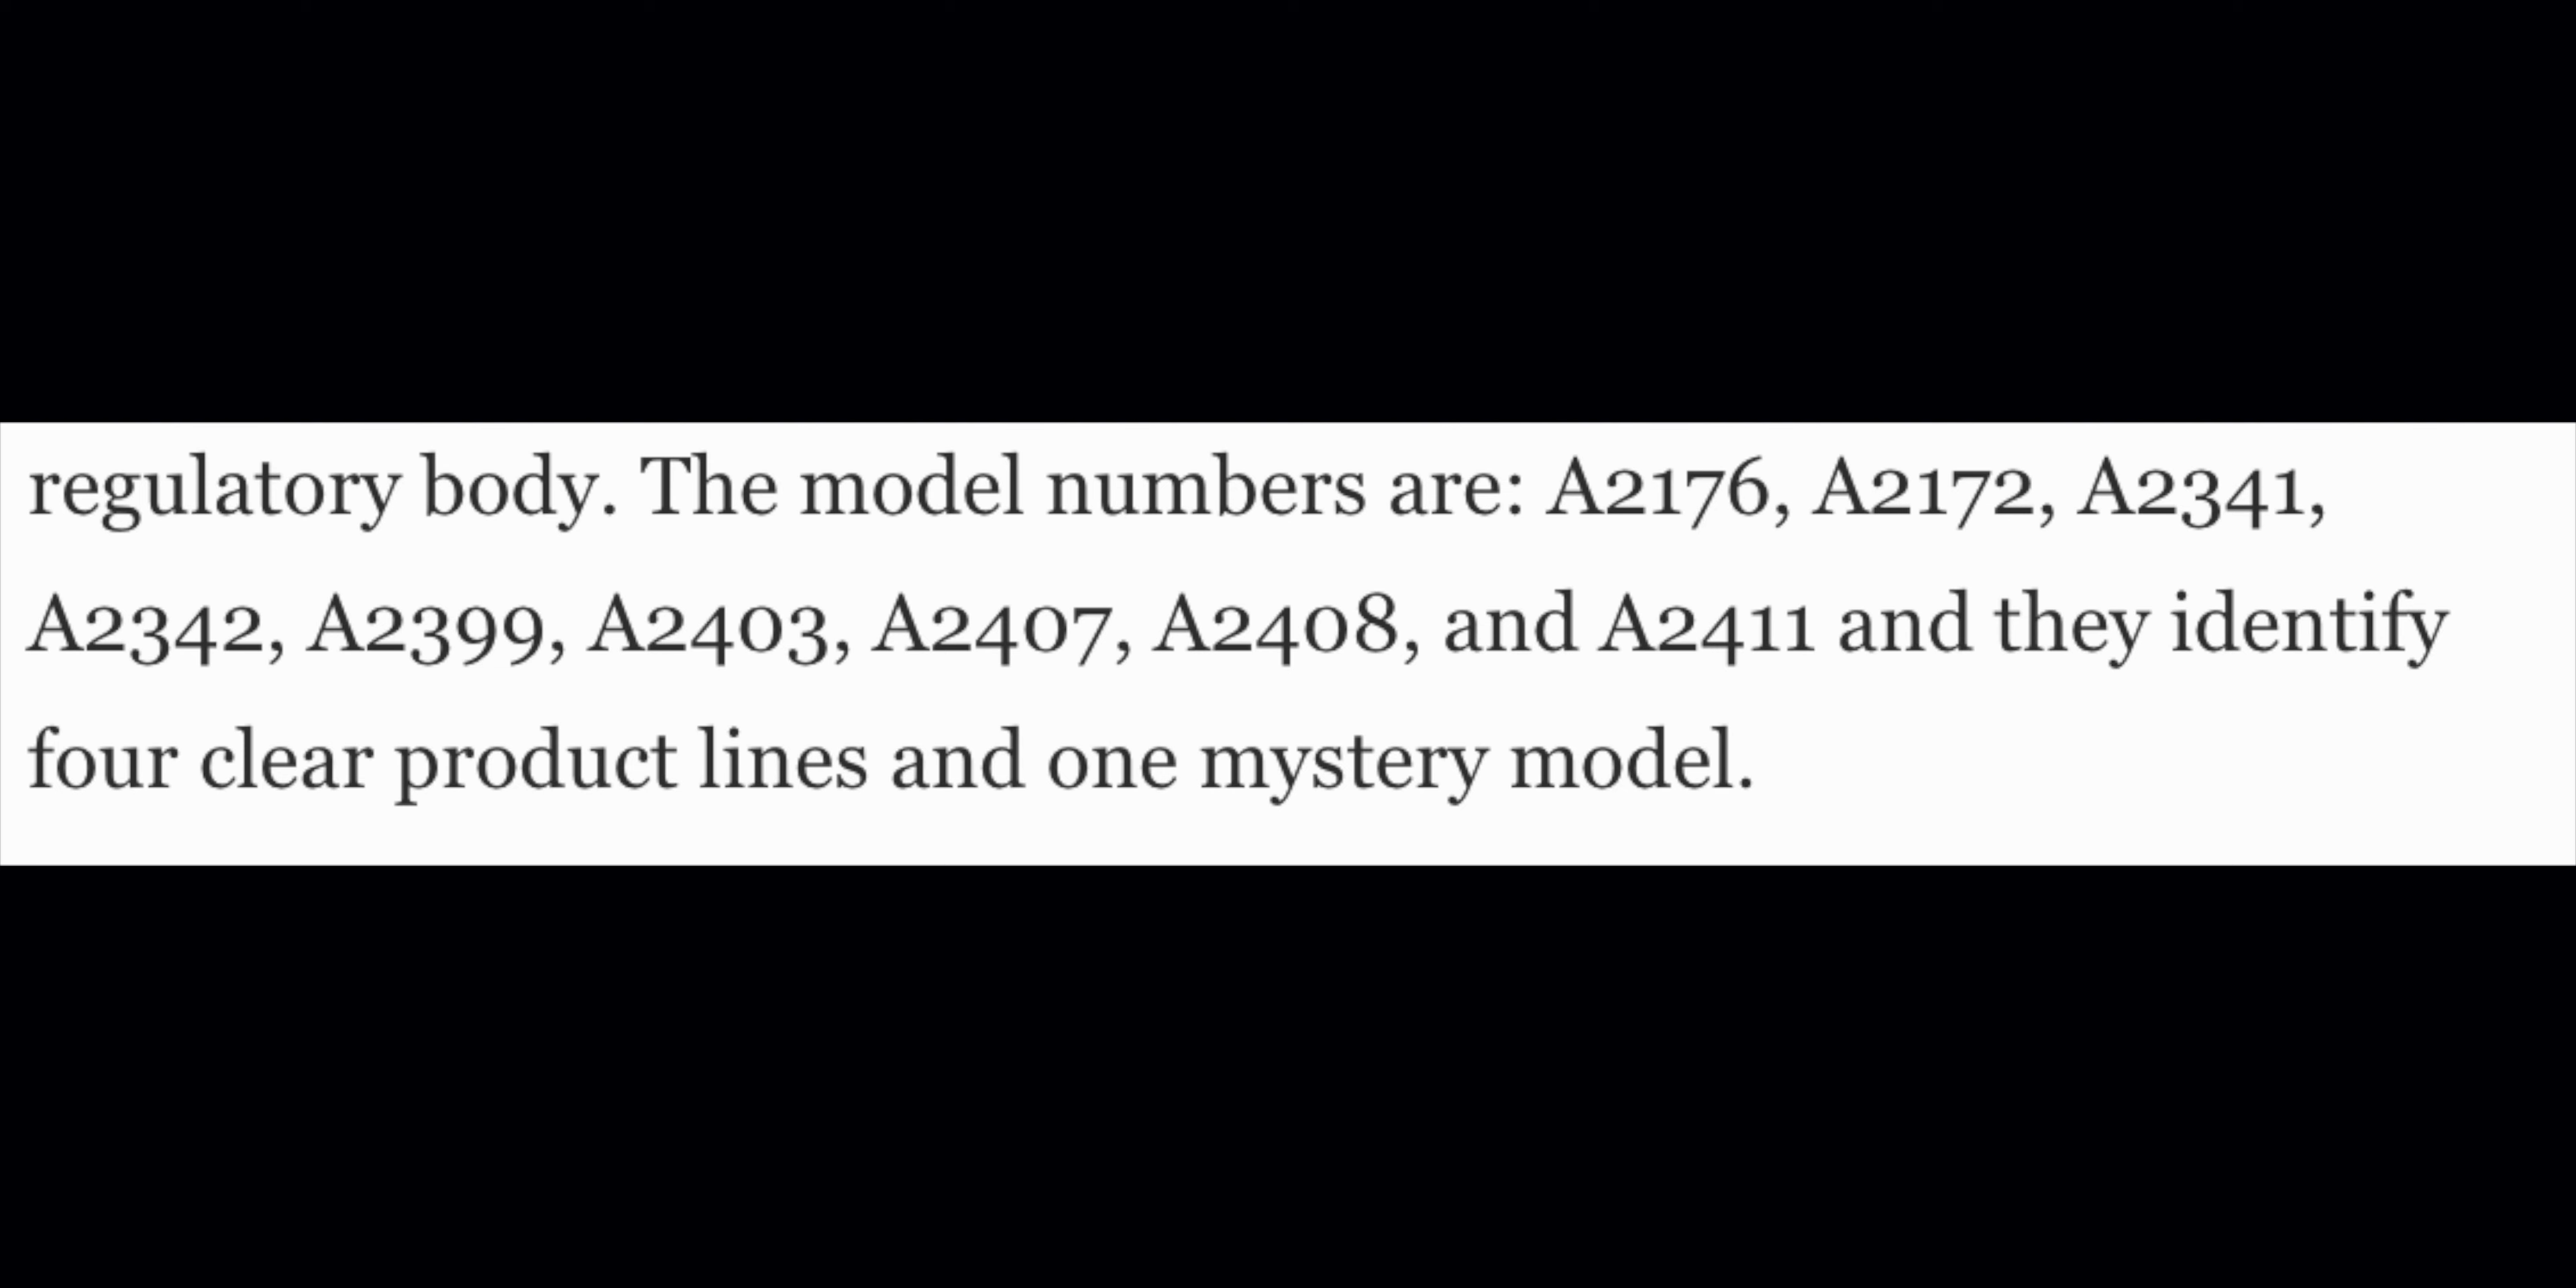 regulatory body. The model numbers are: A2176, A2172, A2341,
A2342, A2399, A2403, A2407, A2408, and A2411 and they identify
four clear product lines and one mystery model.